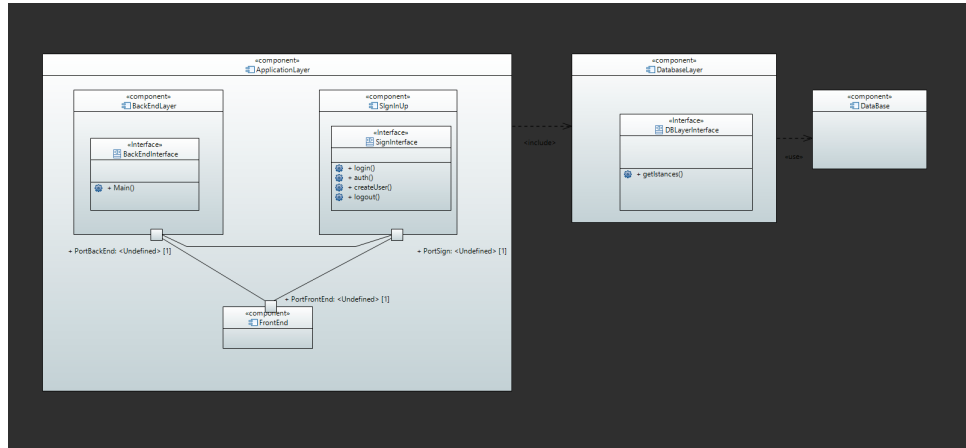 «component»
ApplicationLayer
«component»
BackEndLayer
«Interface»
BackEndInterface
+ Main()
«component»
SIgnInUp
«Interface»
SignInterface
+ login()
+ auth()
+ createUser()
+ logout()
+ PortBackEnd: <Undefined> [1]
+ PortSign: <Undefined> [1]
+ PortFrontEnd: <Undefined> [1]
«component»
FrontEnd
«include»
«component»
DatabaseLayer
«Interface»
DBLayerInterface
+ getIstances()
«use»
«component»
DataBase